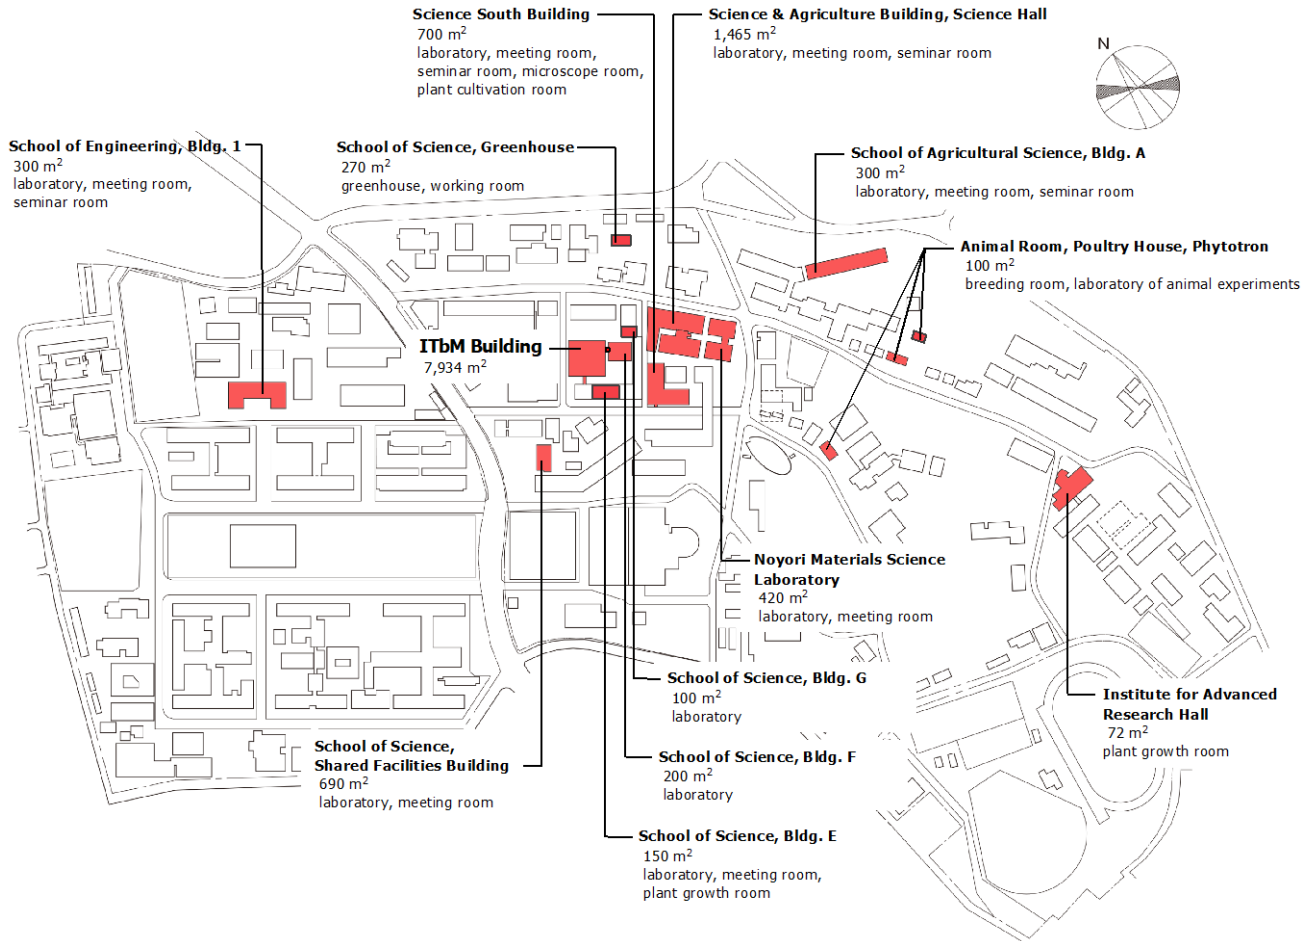 Science South Building
700 m²
laboratory, meeting room,
seminar room, microscope room,
plant cultivation room
Science & Agriculture Building, Science Hall
1,465 m²
laboratory, meeting room, seminar room
N
School of Engineering, Bldg. 1
300 m²
laboratory, meeting room,
seminar room
School of Science, Greenhouse
270 m²
greenhouse, working room
School of Agricultural Science, Bldg. A
300 m²
laboratory, meeting room, seminar room
Animal Room, Poultry House, Phytotron
100 m²
breeding room, laboratory of animal experiments
ITbM Building
7,934 m²
Noyori Materials Science
Laboratory
420 m²
laboratory, meeting room
School of Science, Bldg. G
100 m²
laboratory
Institute for Advanced
Research Hall
72 m²
plant growth room
School of Science,
Shared Facilities Building
690 m²
laboratory, meeting room
School of Science, Bldg. F
200 m²
laboratory
School of Science, Bldg. E
150 m²
laboratory, meeting room,
plant growth room